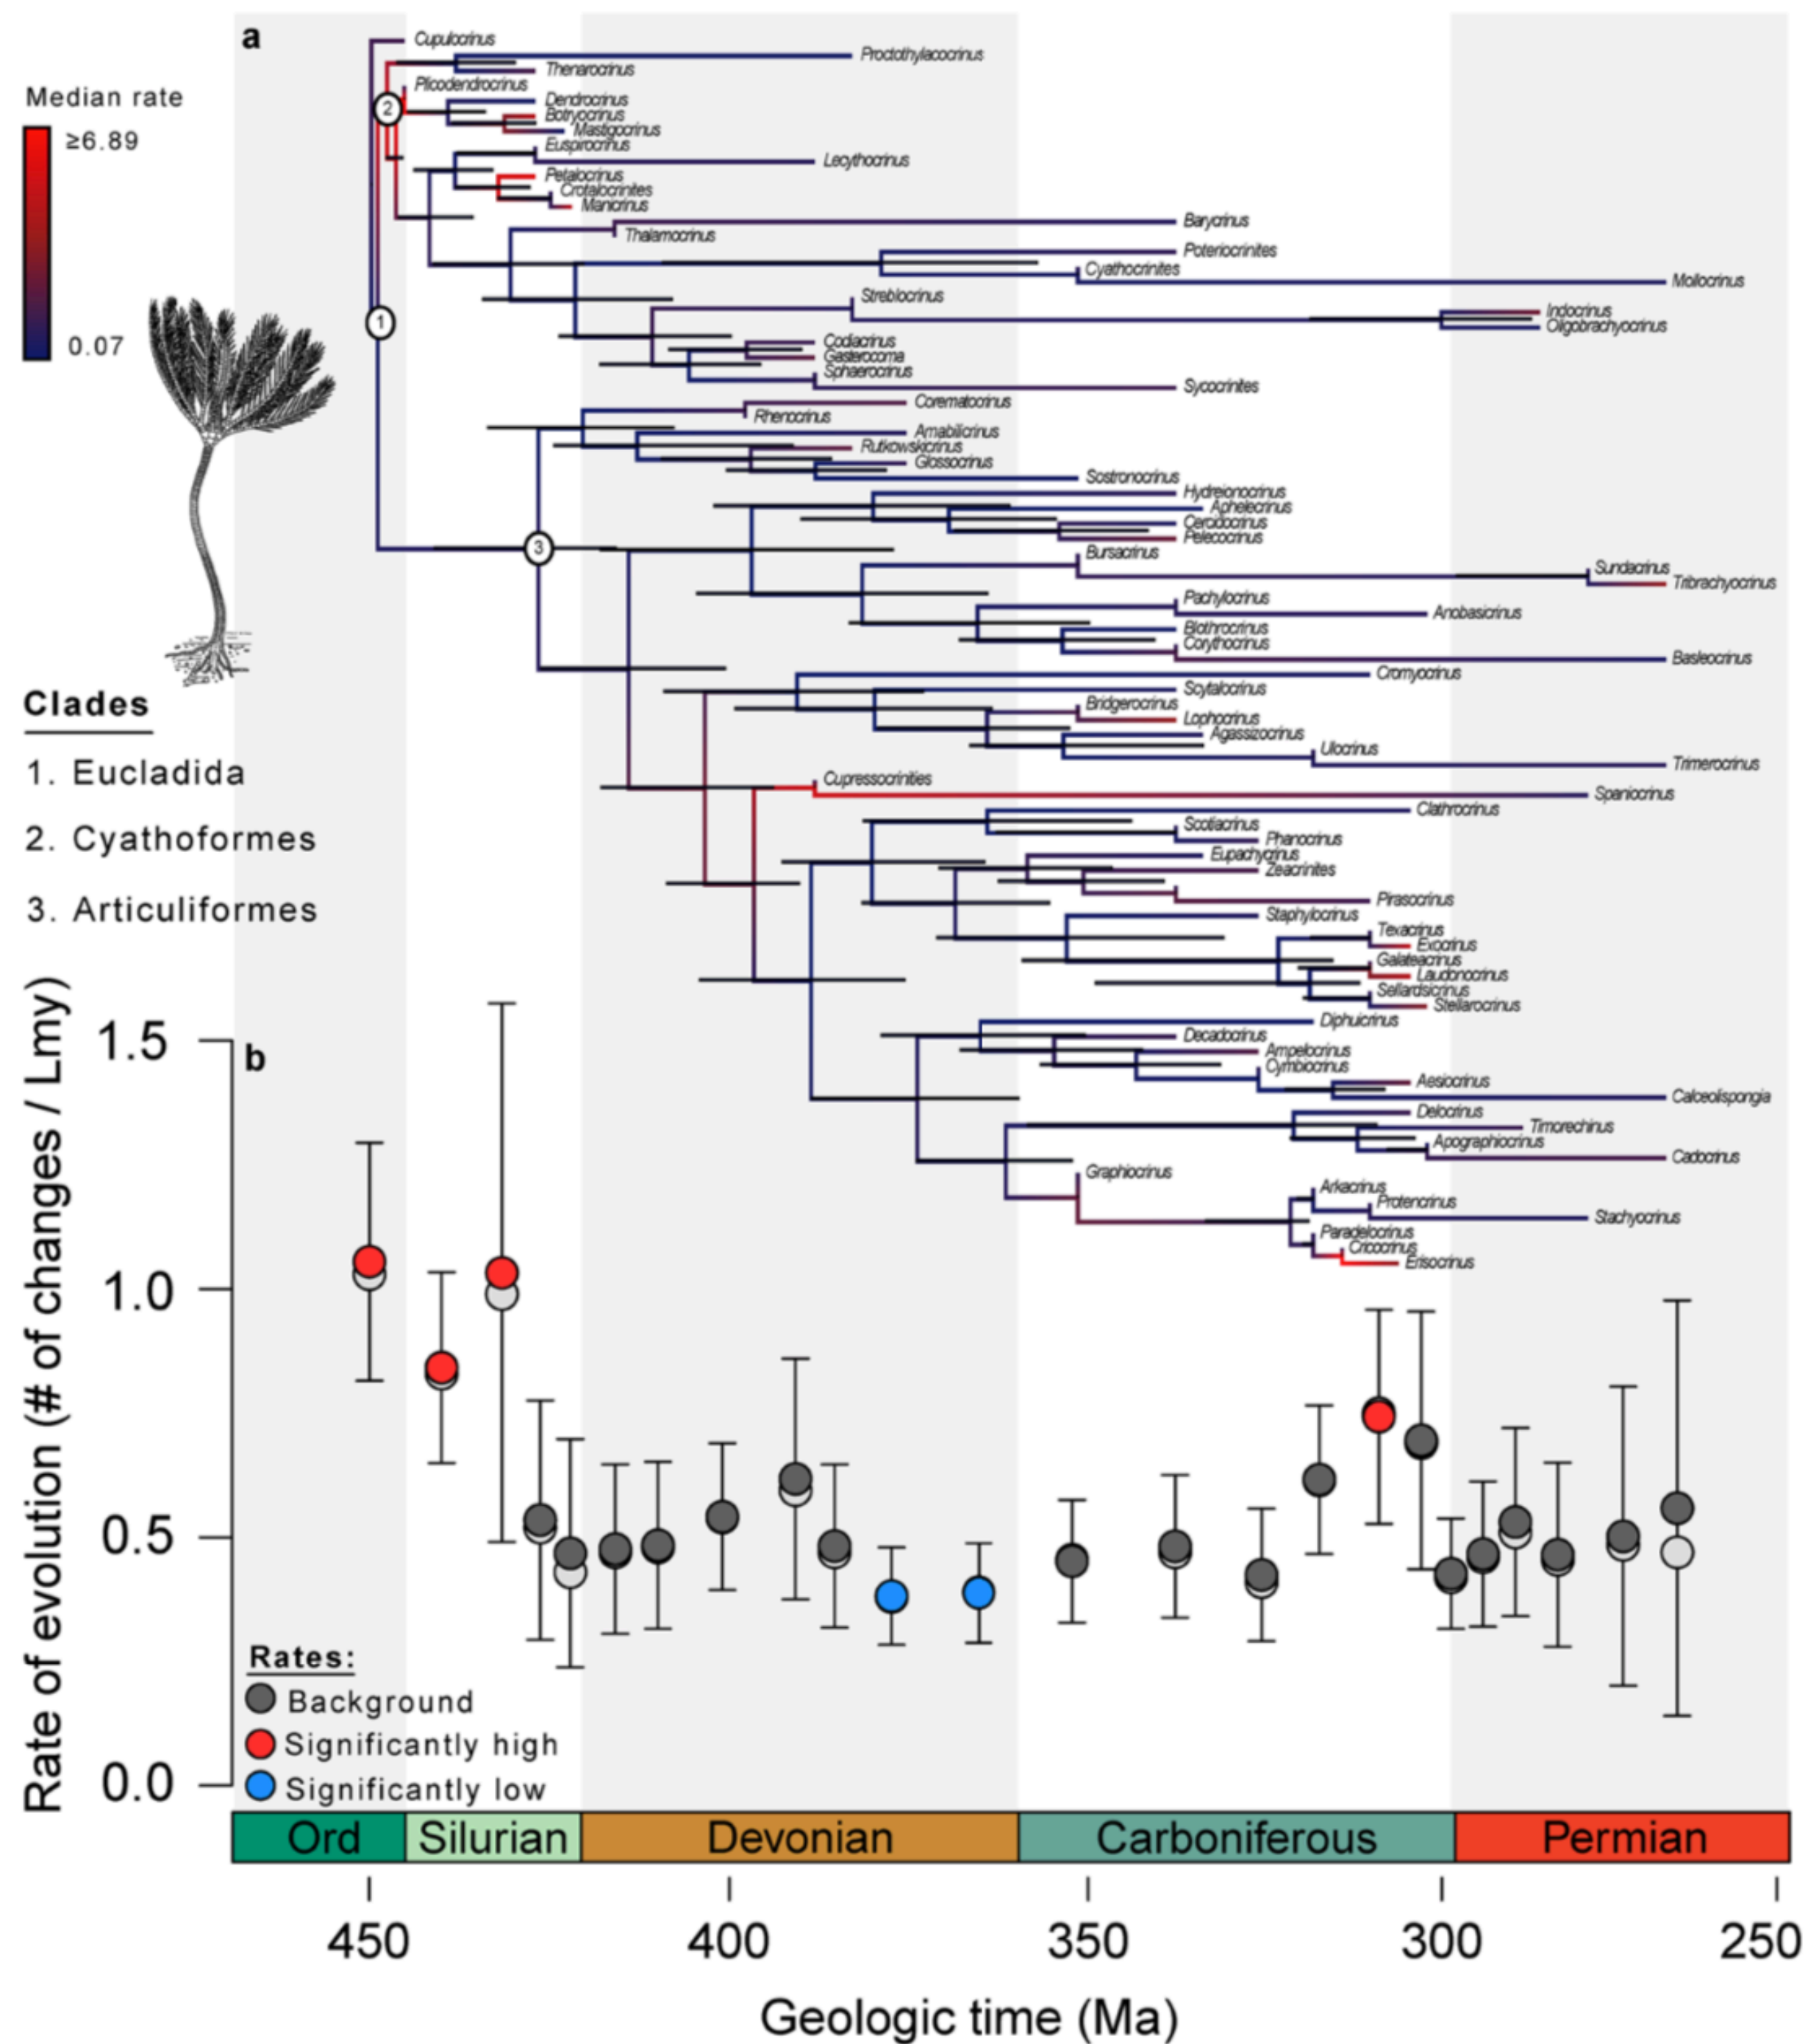 a
Cupulocrinus
Proctothylacocrinus
Thenarocrinus
Plicodendrocrinus
Median rate
≥6.89
0.07
2
Dendrocrinus
Botryocrinus
Mastigocrinus
Euspirocrinus
Lecythocrinus
Petalocrinus
Crotalocrinites
Manicrinus
Barycrinus
Thalamocrinus
Poteriocrinites
Cyathocrinites
Mollocrinus
Streblocrinus
Indocrinus
Oligobrachyocrinus
1
Codiacrinus
Gasterocoma
Sphaerocrinus
Sycocrinites
Corematocrinus
Rhenocrinus
Amabilicrinus
Rutkowskicrinus
Glossocrinus
Sostronocrinus
Hydreionocrinus
Aphelecrinus
Cercidocrinus
Pelecocrinus
3
Bursacrinus
Sundacrinus
Tribrachyocrinus
Pachylocrinus
Anobasicrinus
Blothrocrinus
Corythocrinus
Basleocrinus
Cromyocrinus
Scytalocrinus
Bridgerocrinus
Lophocrinus
Agassizocrinus
Ulocrinus
Trimerocrinus
Cupressocrinities
Spaniocrinus
Clathrocrinus
Scotiacrinus
Phanocrinus
Eupachycrinus
Zeacrinites
Pirasocrinus
Staphylocrinus
Texacrinus
Exocrinus
Galateacrinus
Laudonocrinus
Sellardsicrinus
Stellarocrinus
Diphuicrinus
Decadocrinus
Ampelocrinus
Cymbiocrinus
Aesiocrinus
Calceolispongia
Delocrinus
Timorechinus
Apographiocrinus
Cadocrinus
Graphiocrinus
Arkacrinus
Protencrinus
Stachyocrinus
Paradelocrinus
Cricocrinus
Erisocrinus
Clades
1. Eucladida
2. Cyathoformes
3. Articuliformes
b
Rate of evolution (# of changes / Lmy)
1.5
1.0
0.5
0.0
Rates:
Background
Significantly high
Significantly low
Ord Silurian Devonian Carboniferous Permian
450 400 350 300 250
Geologic time (Ma)